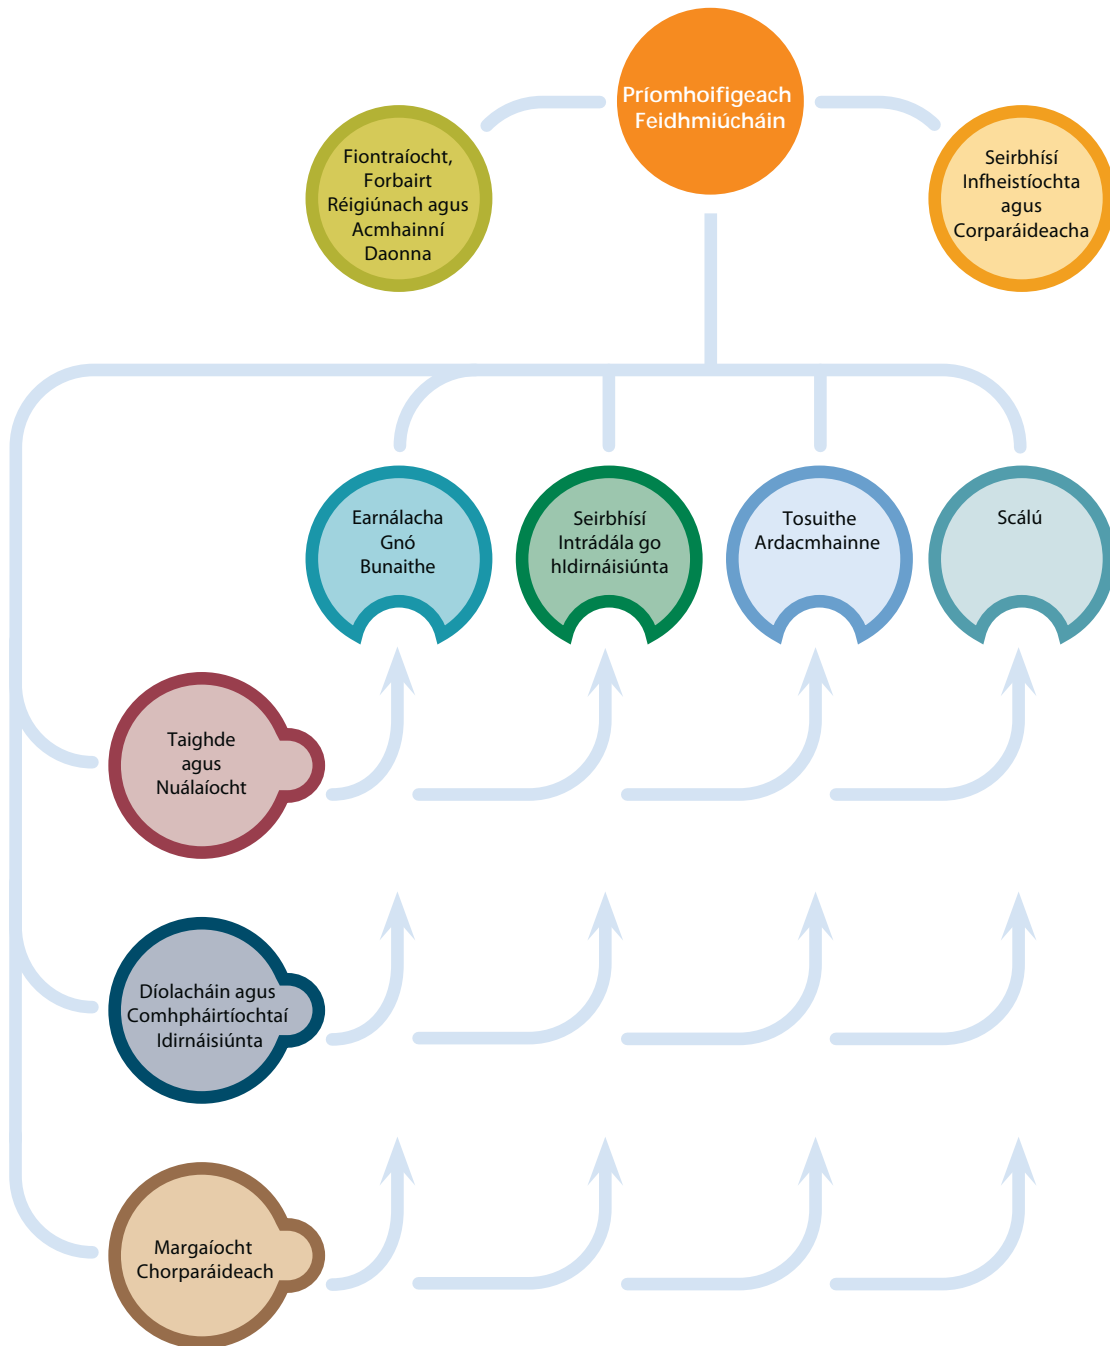 Príomhoifigeach
Feidhmiúcháin
Fiontraíocht,
Forbairt
Réigiúnach agus
Acmhainní
Daonna
Seirbhísí
Infheistíochta
agus
Corparáideacha
Earnálacha
Gnó
Bunaithe
Seirbhísí
Intrádála go
hIdirnáisiúnta
Tosuithe
Ardacmhainne
Scálú
Taighde
agus
Nuálaíocht
Díolacháin agus
Comhpháirtíochtaí
Idirnáisiúnta
Margaíocht
Chorparáideach